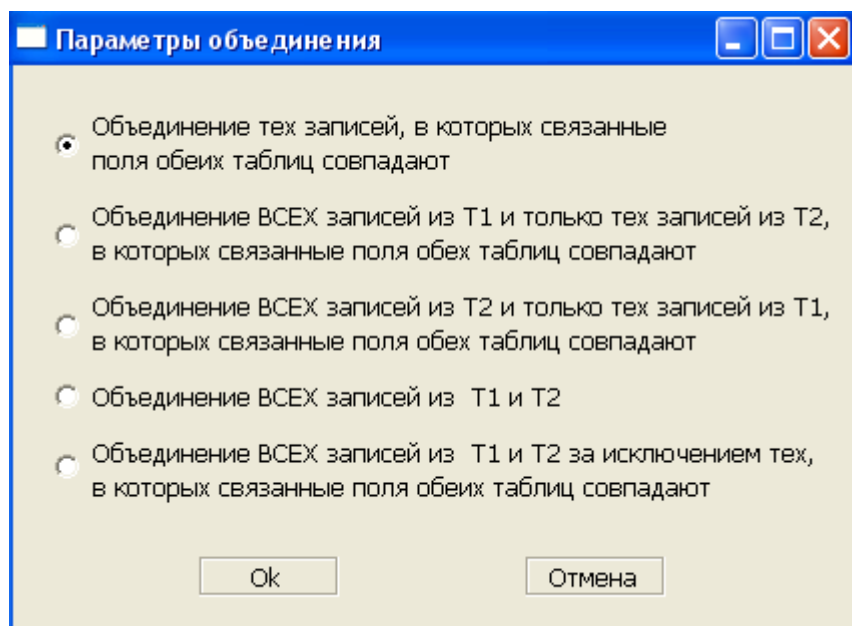 Параметры объединения
Объединение тех записей, в которых связанные
поля обеих таблиц совпадают
Объединение ВСЕХ записей из Т1 и только тех записей из Т2,
в которых связанные поля обех таблиц совпадают
Объединение ВСЕХ записей из Т2 и только тех записей из Т1,
в которых связанные поля обех таблиц совпадают
Объединение ВСЕХ записей из Т1 и Т2
Объединение ВСЕХ записей из Т1 и Т2 за исключением тех,
в которых связанные поля обеих таблиц совпадают
Ok Отмена